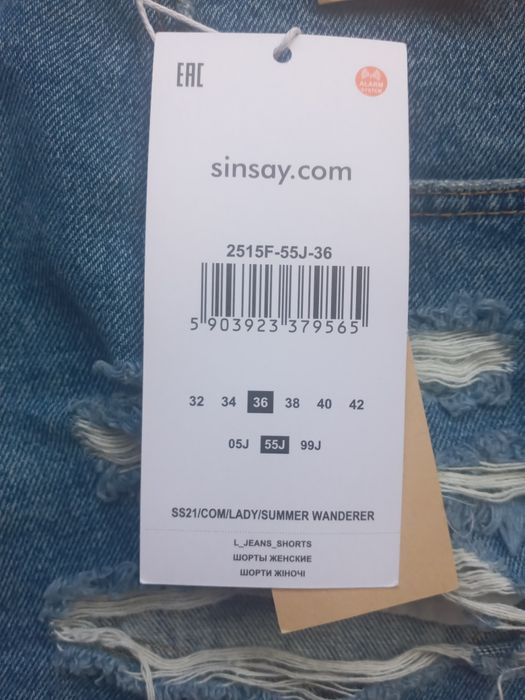 EAC
ALARM
SYSTEM
sinsay.com
2515F-55J-36
5 903923 379565
32 34 36 38 40 42
05J 55J 99J
SS21/COM/LADY/SUMMER WANDERER
L_JEANS_SHORTS
ШОРТЫ ЖЕНСКИЕ
ШОРТИ ЖІНОЧІ